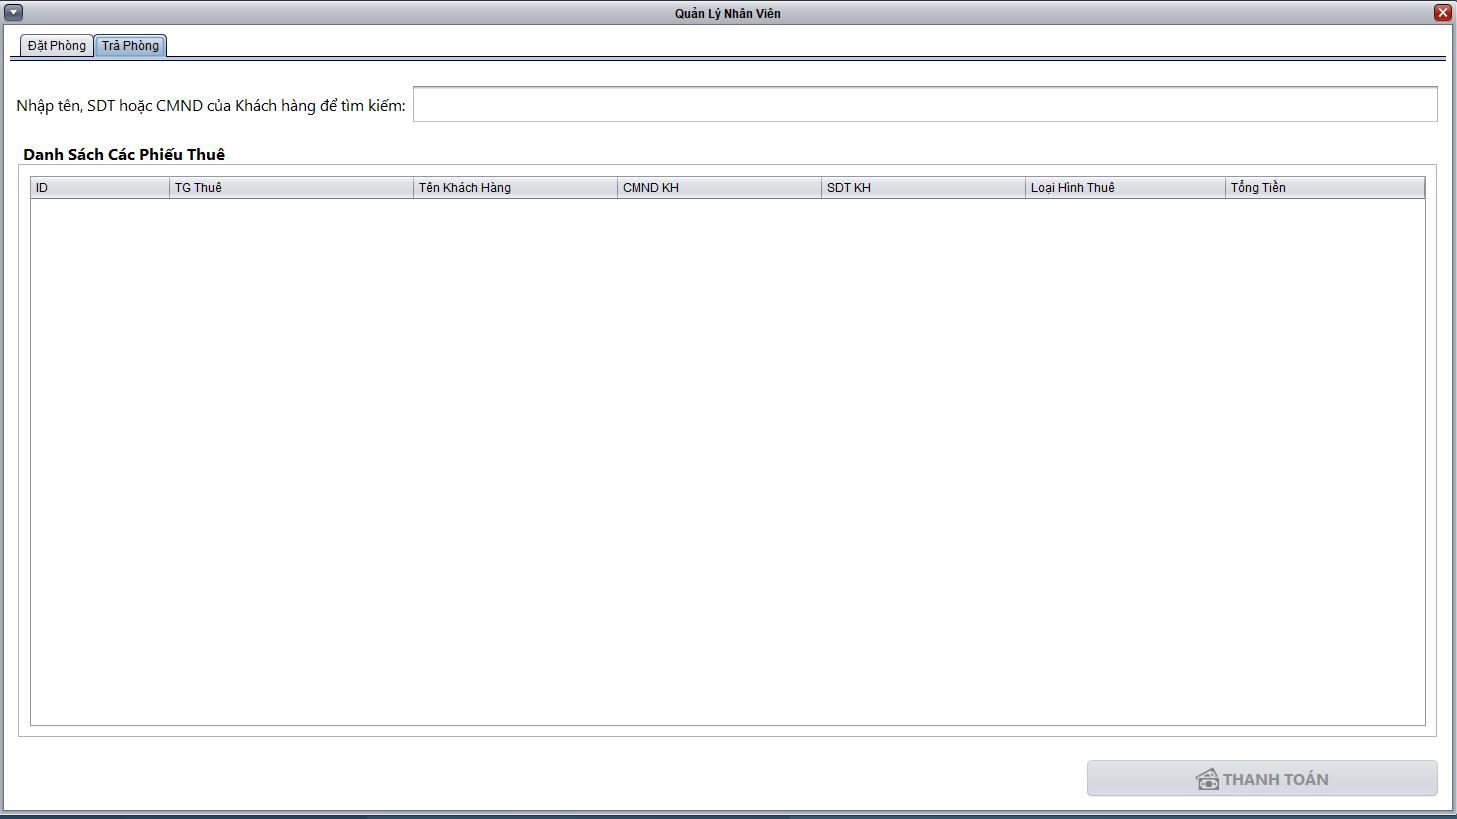 Quản Lý Nhân Viên
Đặt Phòng Trả Phòng
Nhập tên, SDT hoặc CMND của Khách hàng để tìm kiếm:
Danh Sách Các Phiếu Thuê
ID TG Thuê Tên Khách Hàng CMND KH SDT KH Loại Hình Thuê Tổng Tiền
THANH TOÁN